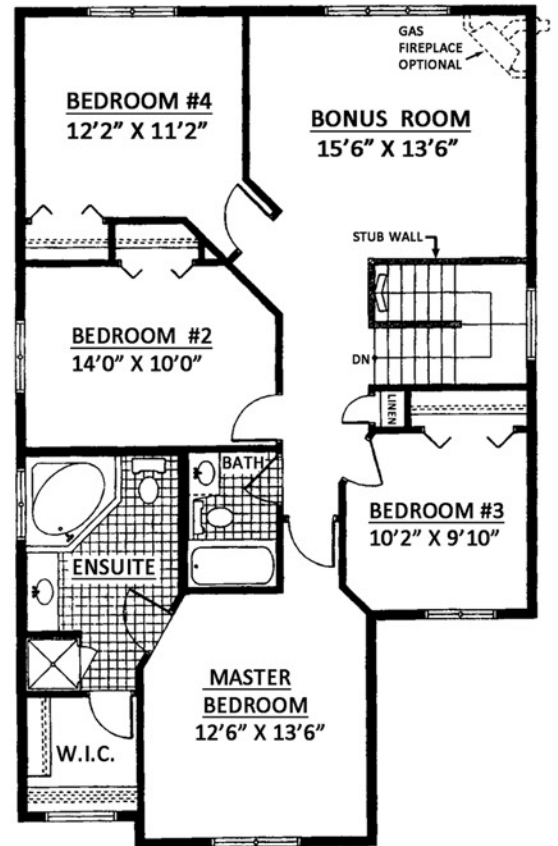 GAS
FIREPLACE
OPTIONAL
BEDROOM #4
12'2" X 11'2"
BONUS ROOM
15'6" X 13'6"
STUB WALL
BEDROOM #2
14'0" X 10'0"
DN
LINEN
BATH
BEDROOM #3
10'2" X 9'10"
ENSUITE
MASTER
BEDROOM
12'6" X 13'6"
W.I.C.